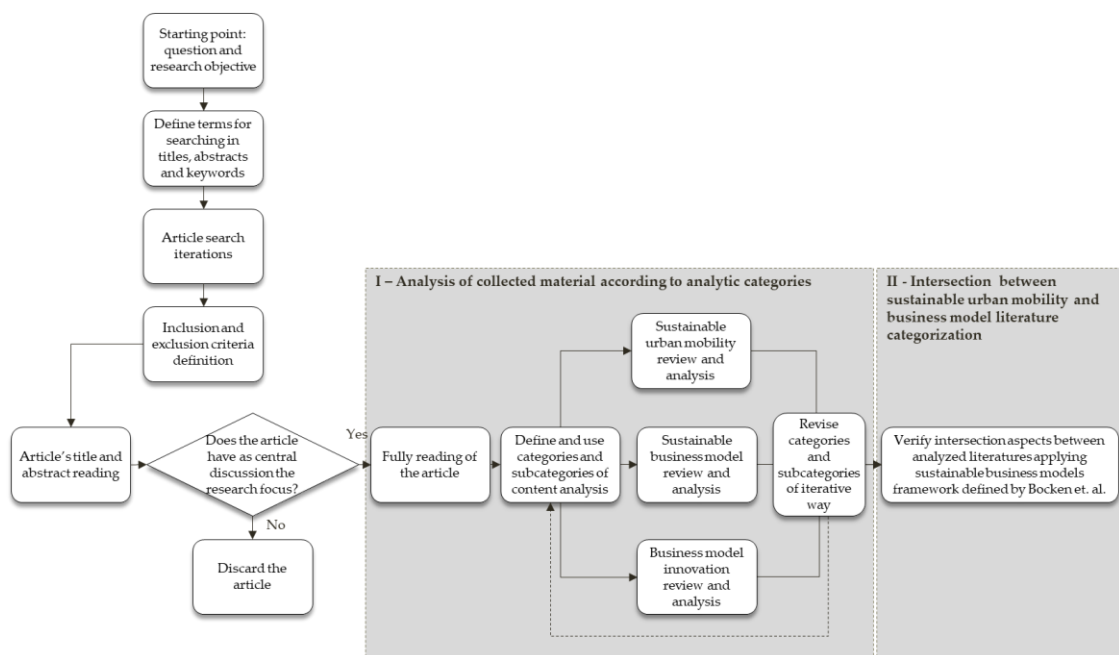 Starting point:
question and
research objective
Define terms for
searching in
titles, abstracts
and keywords
Article search
iterations
Inclusion and
exclusion criteria
definition
Article's title and
abstract reading
Does the article
have as central
discussion the
research focus?
Yes
No
Discard the
article
I – Analysis of collected material according to analytic categories
Fully reading of
the article
Define and use
categories and
subcategories of
content analysis
Sustainable
urban mobility
review and
analysis
Sustainable
business model
review and
analysis
Business model
innovation
review and
analysis
Revise
categories
and
subcategories
of iterative
way
II - Intersection between
sustainable urban mobility and
business model literature
categorization
Verify intersection aspects between
analyzed literatures applying
sustainable business models
framework defined by Bocken et. al.